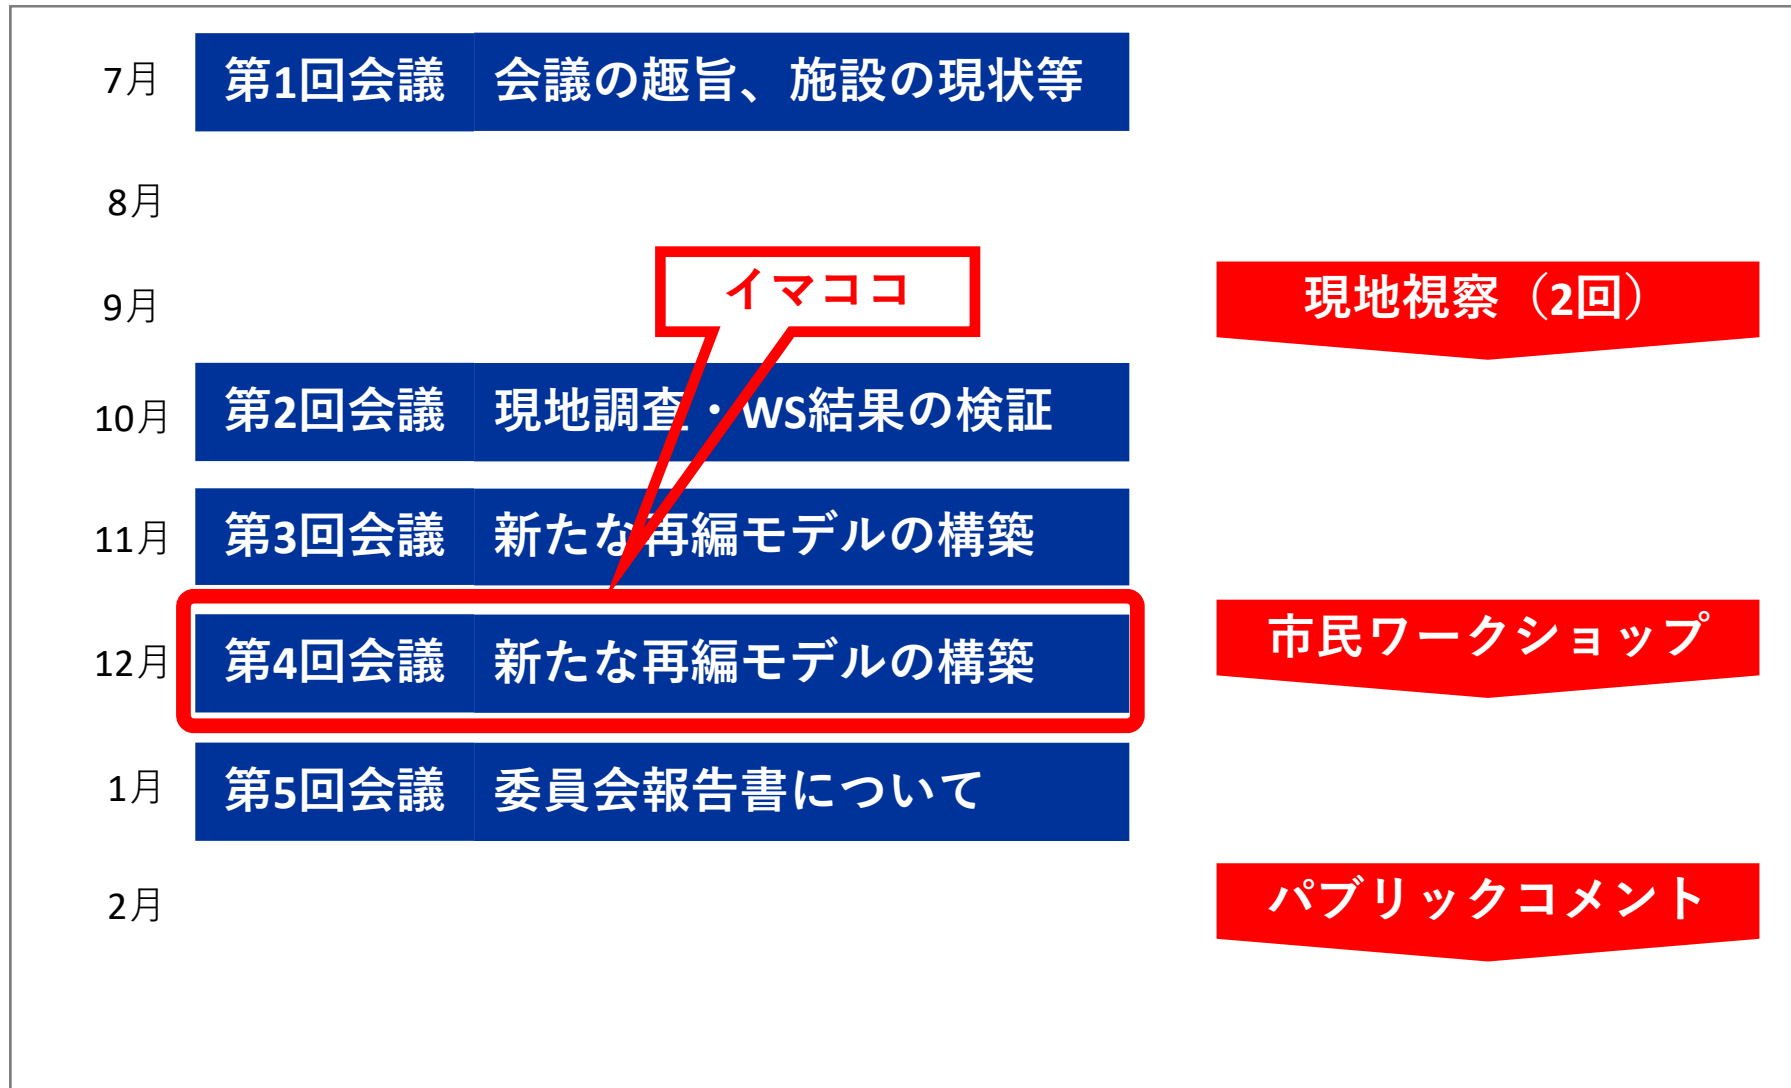 7月 第1回会議 会議の趣旨、施設の現状等
8月
イマココ
9月 現地視察（2回）
10月 第2回会議 現地調査・WS結果の検証
11月 第3回会議 新たな再編モデルの構築
12月 第4回会議 新たな再編モデルの構築 市民ワークショップ
1月 第5回会議 委員会報告書について
2月 パブリックコメント